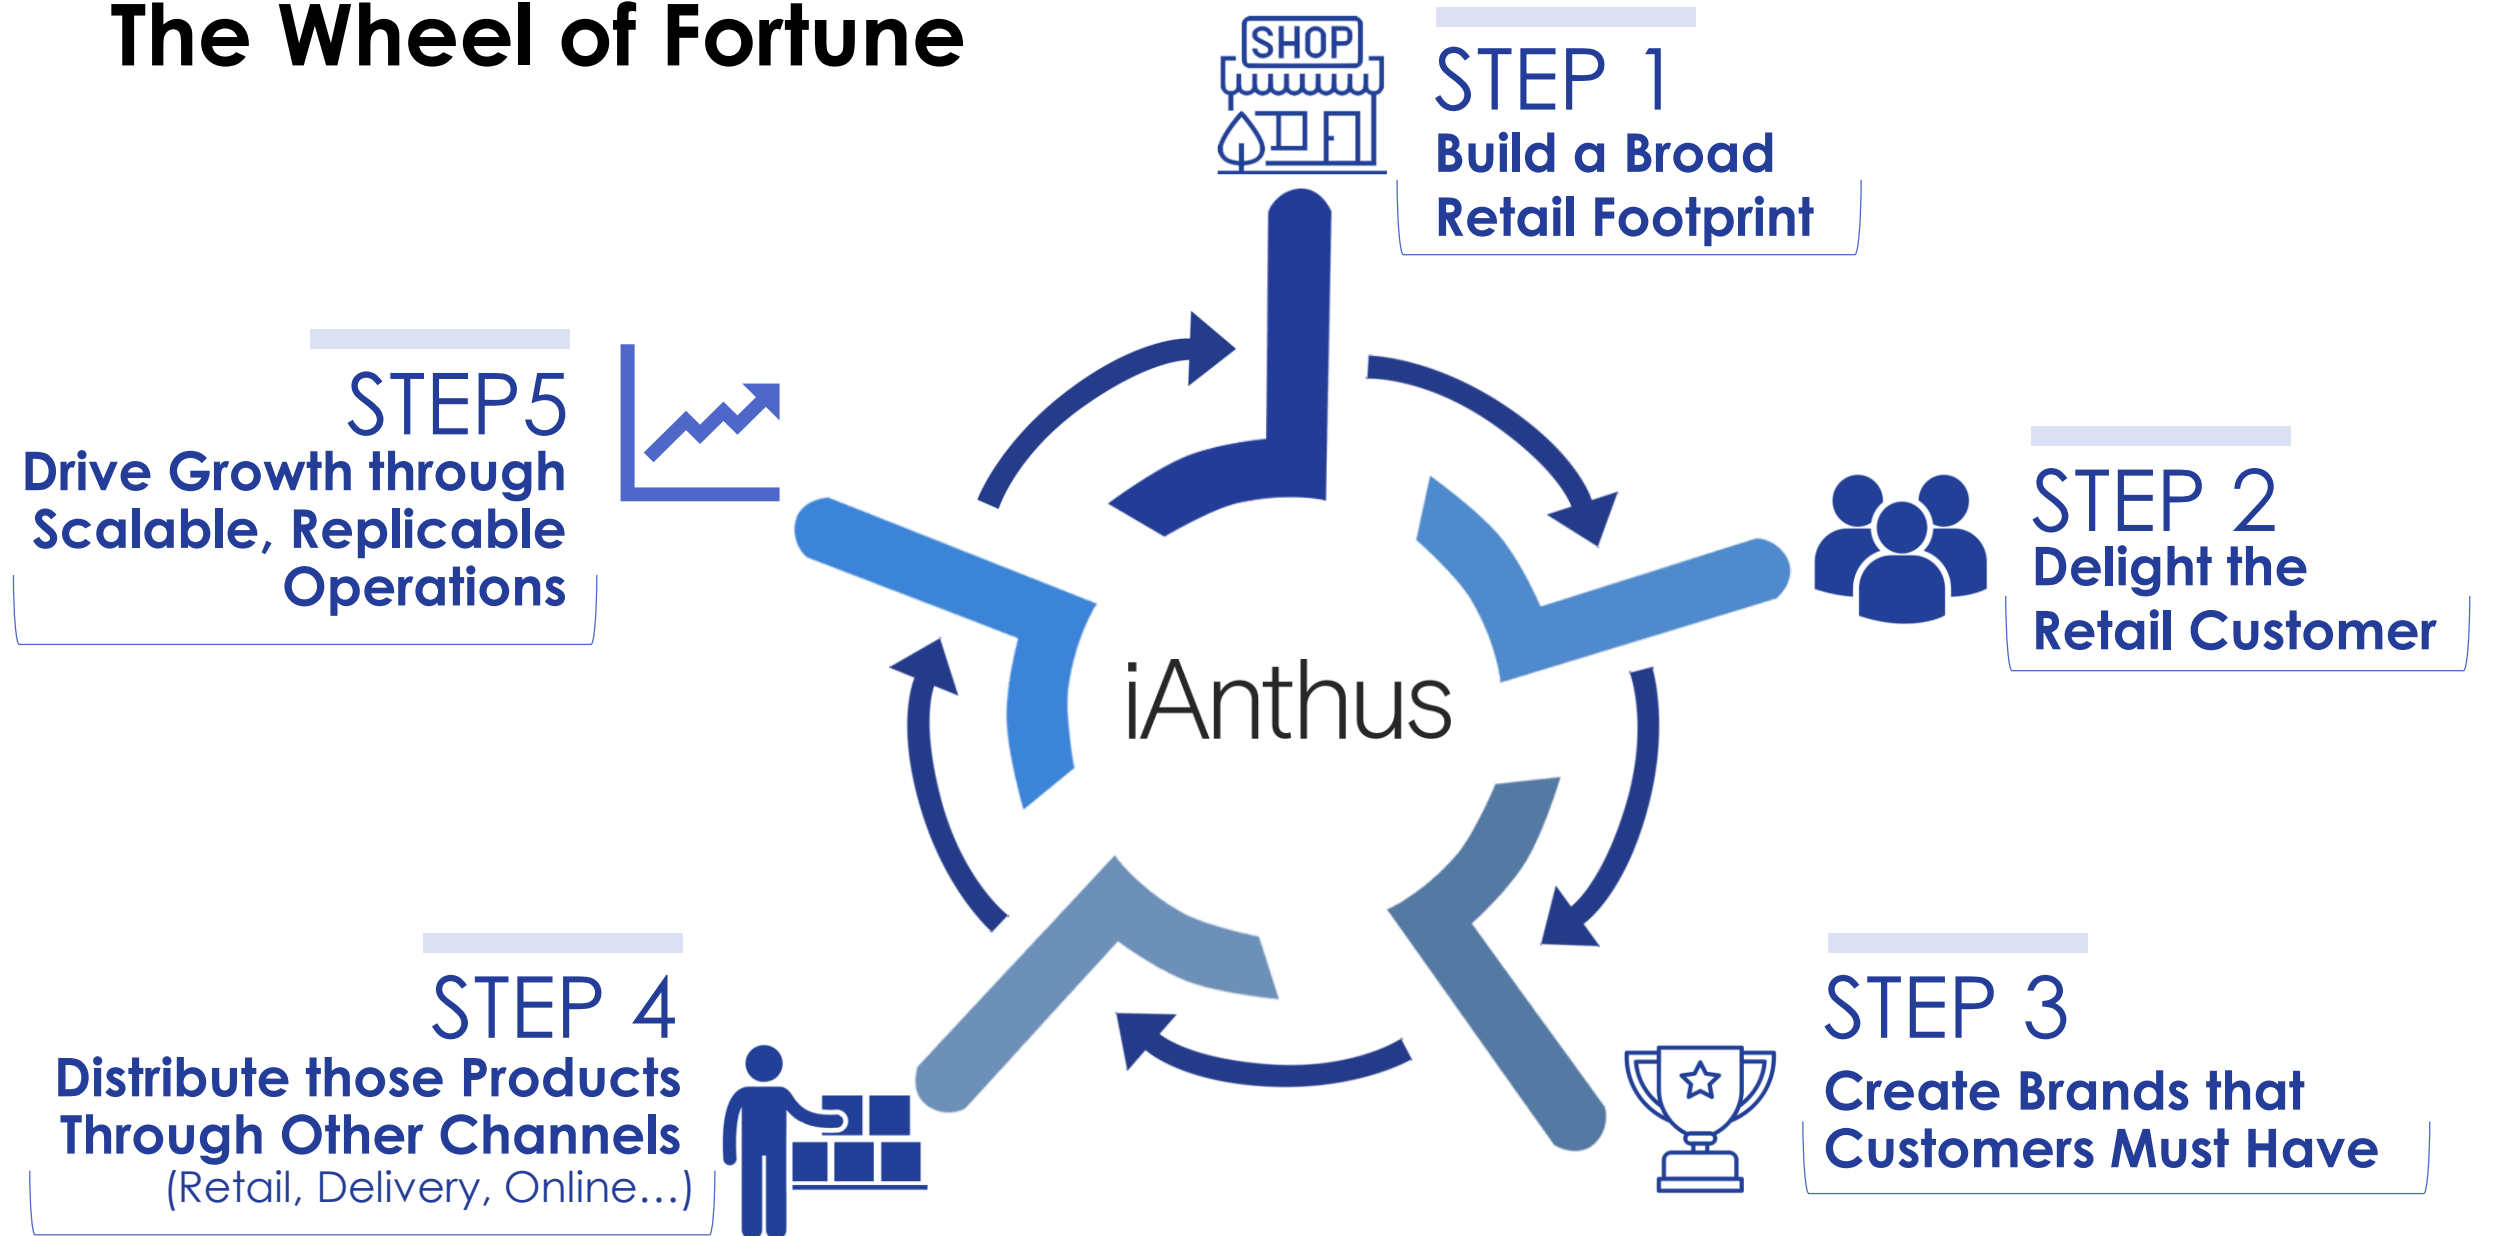 The Wheel of Fortune
SHOP
STEP 1
Build a Broad
Retail Footprint
STEP 2
Delight the
Retail Customer
STEP 3
Create Brands that
Customers Must Have
STEP 4
Distribute those Products
Through Other Channels
(Retail, Delivery, Online...)
STEP5
Drive Growth through
Scalable, Replicable
Operations
iAnthus